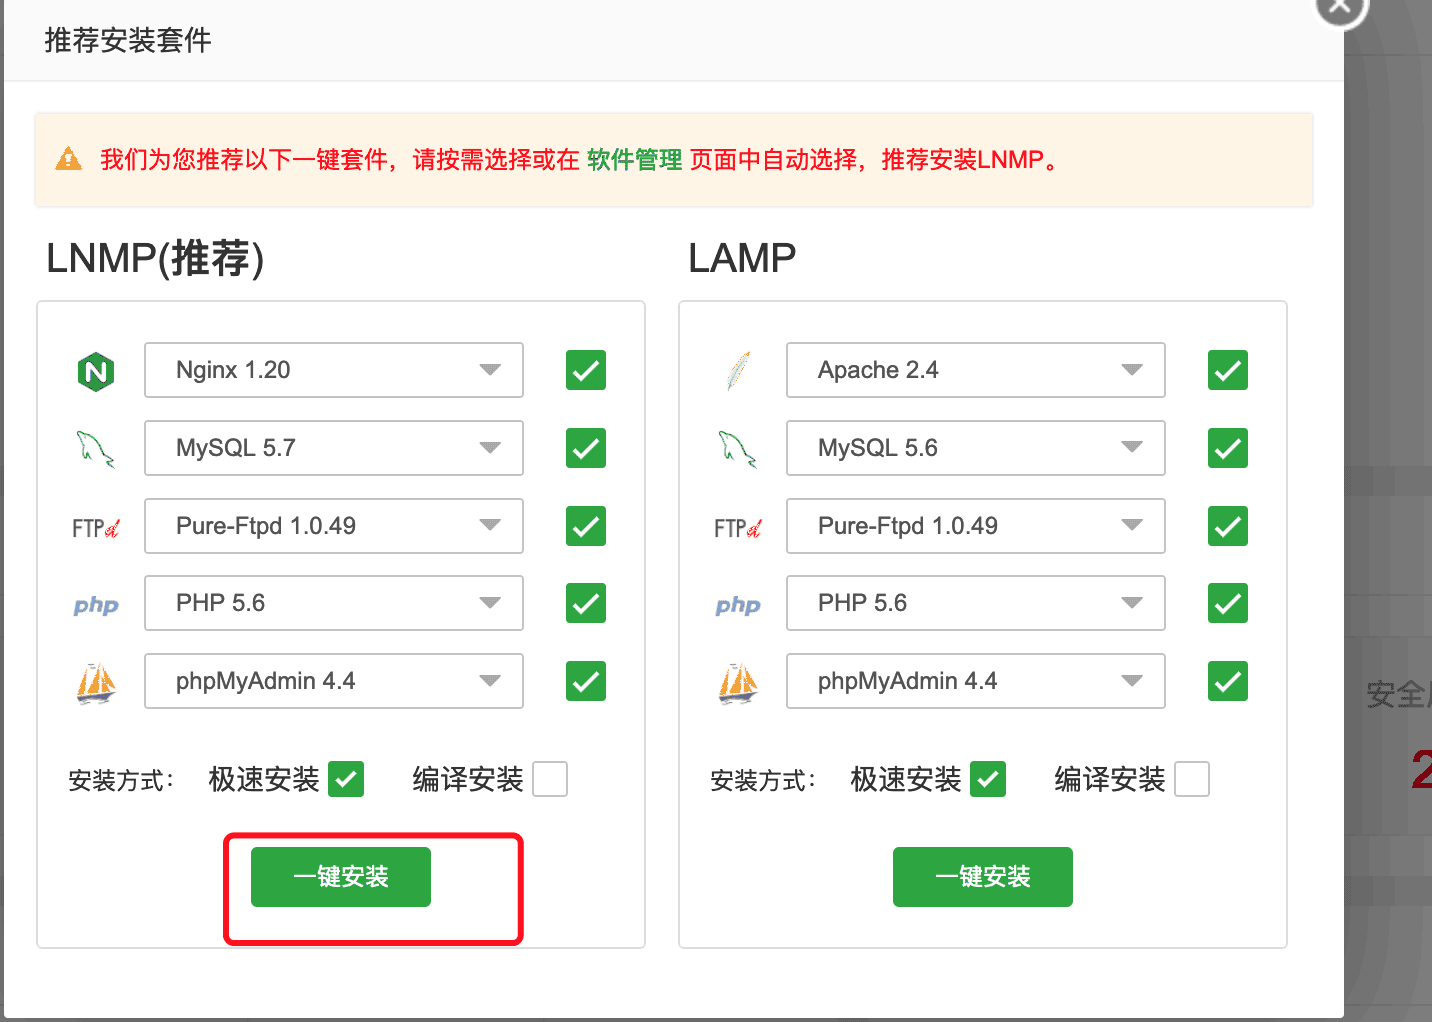 推荐安装套件
我们为您推荐以下一键套件，请按需选择或在 软件管理 页面中自动选择，推荐安装LNMP。
LNMP(推荐)
Nginx 1.20
MySQL 5.7
FTP
Pure-Ftpd 1.0.49
php
PHP 5.6
phpMyAdmin 4.4
安装方式：
极速安装
编译安装
一键安装
LAMP
Apache 2.4
MySQL 5.6
FTP
Pure-Ftpd 1.0.49
php
PHP 5.6
phpMyAdmin 4.4
安装方式：
极速安装
编译安装
一键安装
安全
2